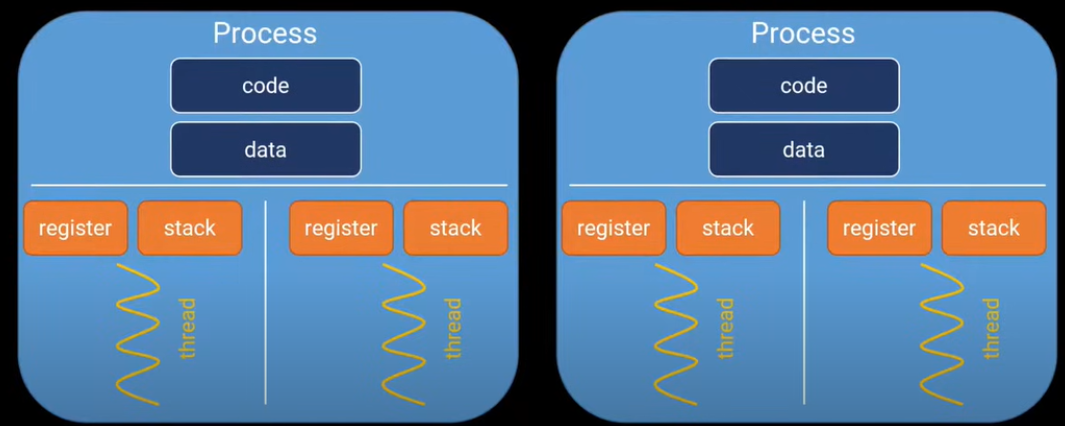 Process
code
data
register
stack
register
stack
thread
thread
Process
code
data
register
stack
register
stack
thread
thread